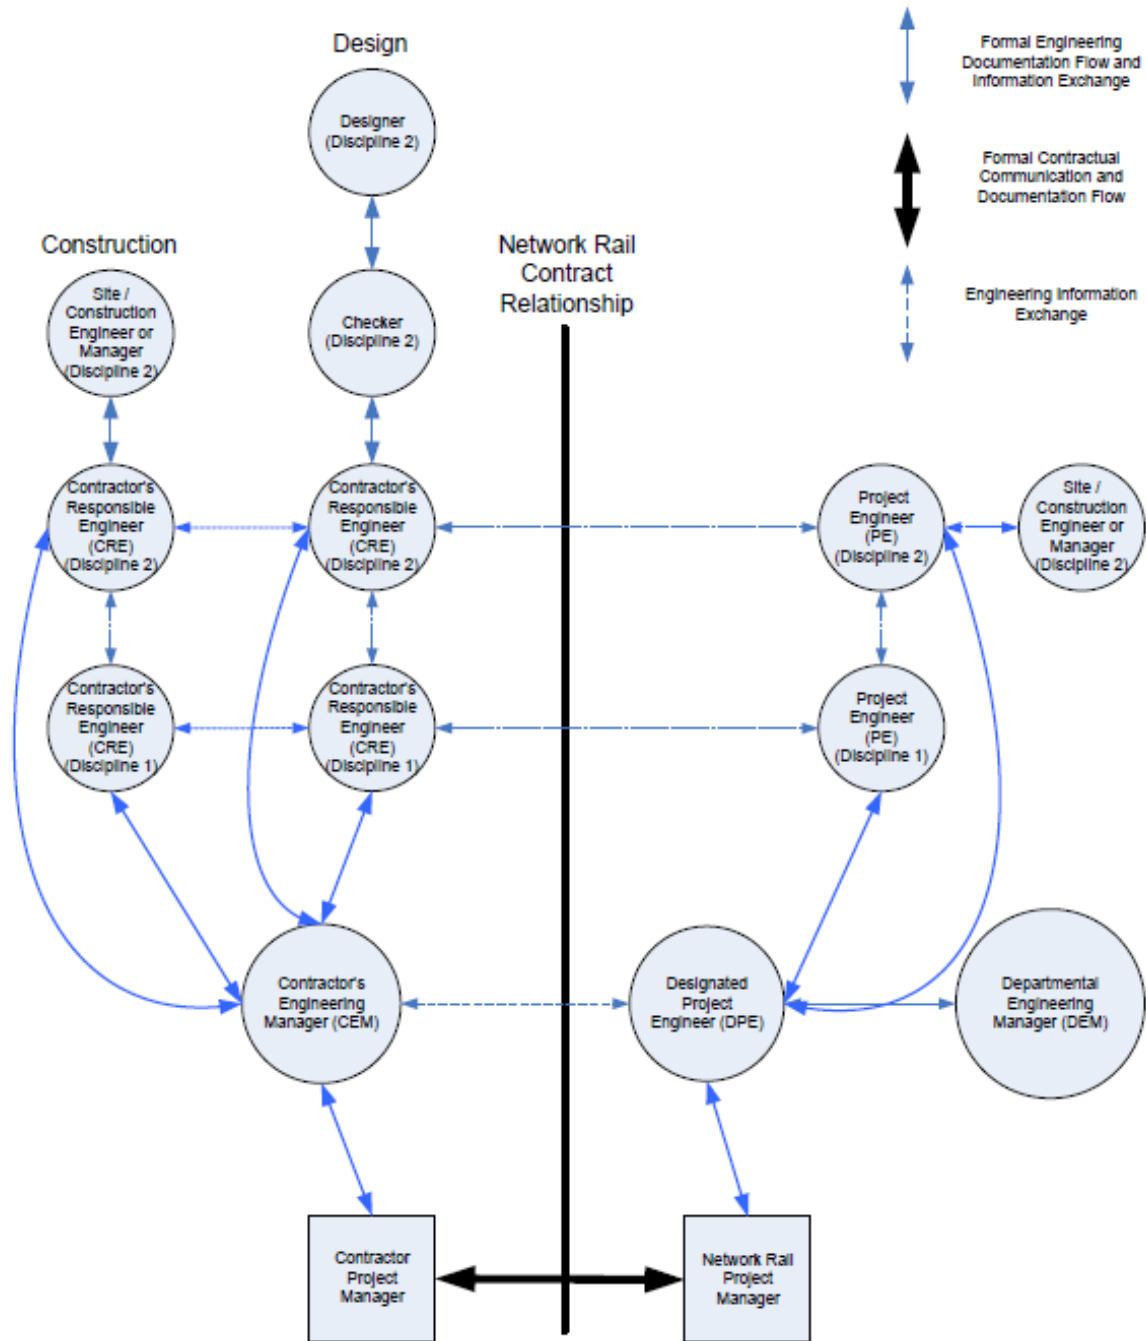 Design
Formal Engineering
Documentation Flow and
Information Exchange
Designer
(Discipline 2)
Formal Contractual
Communication and
Documentation Flow
Construction
Network Rail
Contract
Relationship
Site /
Construction
Engineer or
Manager
(Discipline 2)
Checker
(Discipline 2)
Engineering Information
Exchange
Contractor's
Responsible
Engineer
(CRE)
(Discipline 2)
Contractor's
Responsible
Engineer
(CRE)
(Discipline 2)
Project
Engineer
(PE)
(Discipline 2)
Site /
Construction
Engineer or
Manager
(Discipline 2)
Contractor's
Responsible
Engineer
(CRE)
(Discipline 1)
Contractor's
Responsible
Engineer
(CRE)
(Discipline 1)
Project
Engineer
(PE)
(Discipline 1)
Contractor's
Engineering
Manager (CEM)
Designated
Project
Engineer (DPE)
Departmental
Engineering
Manager (DEM)
Contractor
Project
Manager
Network Rail
Project
Manager